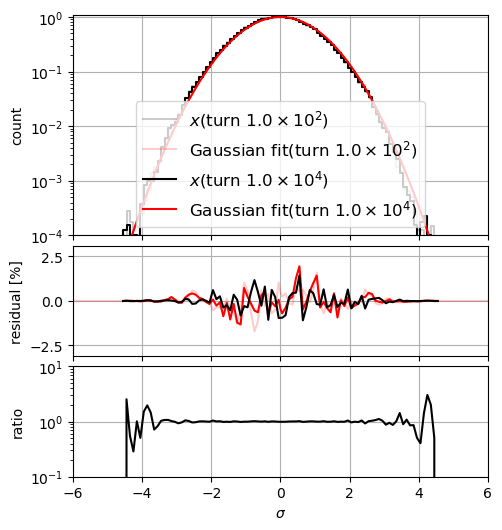 10⁰
10⁻¹
10⁻²
10⁻³
10⁻⁴
count
x(turn 1.0 × 10²)
Gaussian fit(turn 1.0 × 10²)
x(turn 1.0 × 10⁴)
Gaussian fit(turn 1.0 × 10⁴)
2.5
0.0
−2.5
residual [%]
10¹
10⁰
10⁻¹
ratio
−6 −4 −2 0 2 4 6
σ